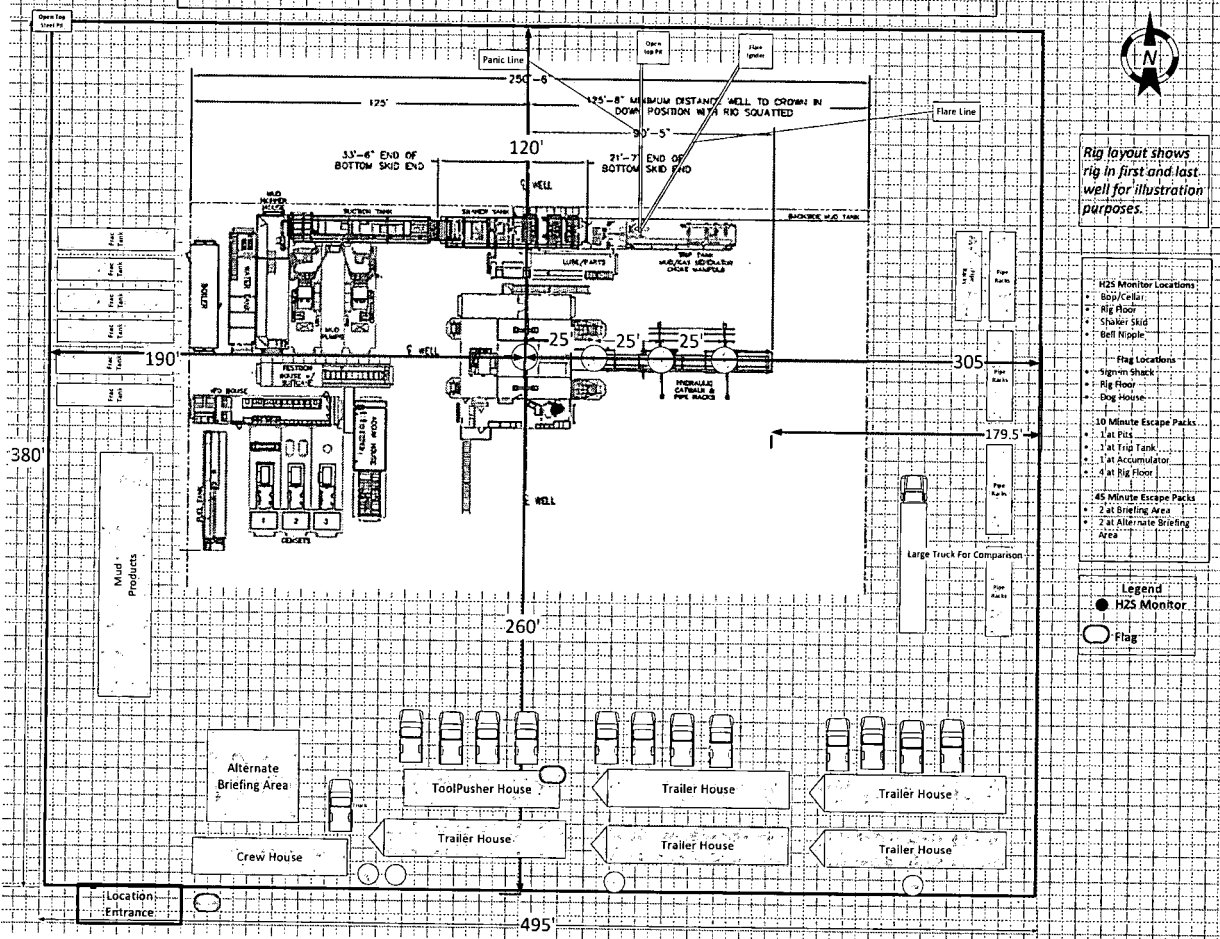 Open Top
Steel Pit
Open
top Pit
Flare
Igniter
Panic Line
N
250'-6"
125'
125'-8" MINIMUM DISTANCE WELL TO CROWN IN
DOWN POSITION WITH RIG SQUATTED
Flare Line
90'-5"
120'
33'-6" END OF
BOTTOM SKID END
21'-7" END OF
BOTTOM SKID END
Rig layout shows
rig in first and last
well for illustration
purposes.
WELL
MUD
HOUSE
SUCTION TANK
SHAKER TANK
BACKSIDE MUD TANK
Frac
Tank
Frac
Tank
Frac
Tank
Frac
Tank
Frac
Tank
Frac
Tank
BOILER
WATER TANK
LUBE/PARTS
TRIP TANK
MUD/GAS SEPARATOR
CHOKE MANIFOLD
MUD
PUMPS
Pipe
Racks
Pipe
Racks
Pipe
Racks
Pipe
Racks
Pipe
Racks
H2S Monitor Locations
• Bop/Cellar
• Rig Floor
• Shaker Skid
• Bell Nipple
Flag Locations
• Sign-in Shack
• Rig Floor
• Dog House
10 Minute Escape Packs
• 1 at Pits
• 1 at Trip Tank
• 1 at Accumulator
• 4 at Rig Floor
45 Minute Escape Packs
• 2 at Briefing Area
• 2 at Alternate Briefing
Area
25'
25'
25'
190'
WELL
305
HOUSE
HYDRAULIC
CATWALK &
PIPE RACKS
VFD HOUSE
ACCUM HOUSE
380'
179.5'
FUEL TANK
WELL
1
2
3
GENSETS
Mud
Products
Large Truck For Comparison
Legend
H2S Monitor
Flag
260'
Alternate
Briefing Area
ToolPusher House
Trailer House
Trailer House
Crew House
Trailer House
Trailer House
Trailer House
Location
Entrance
495'